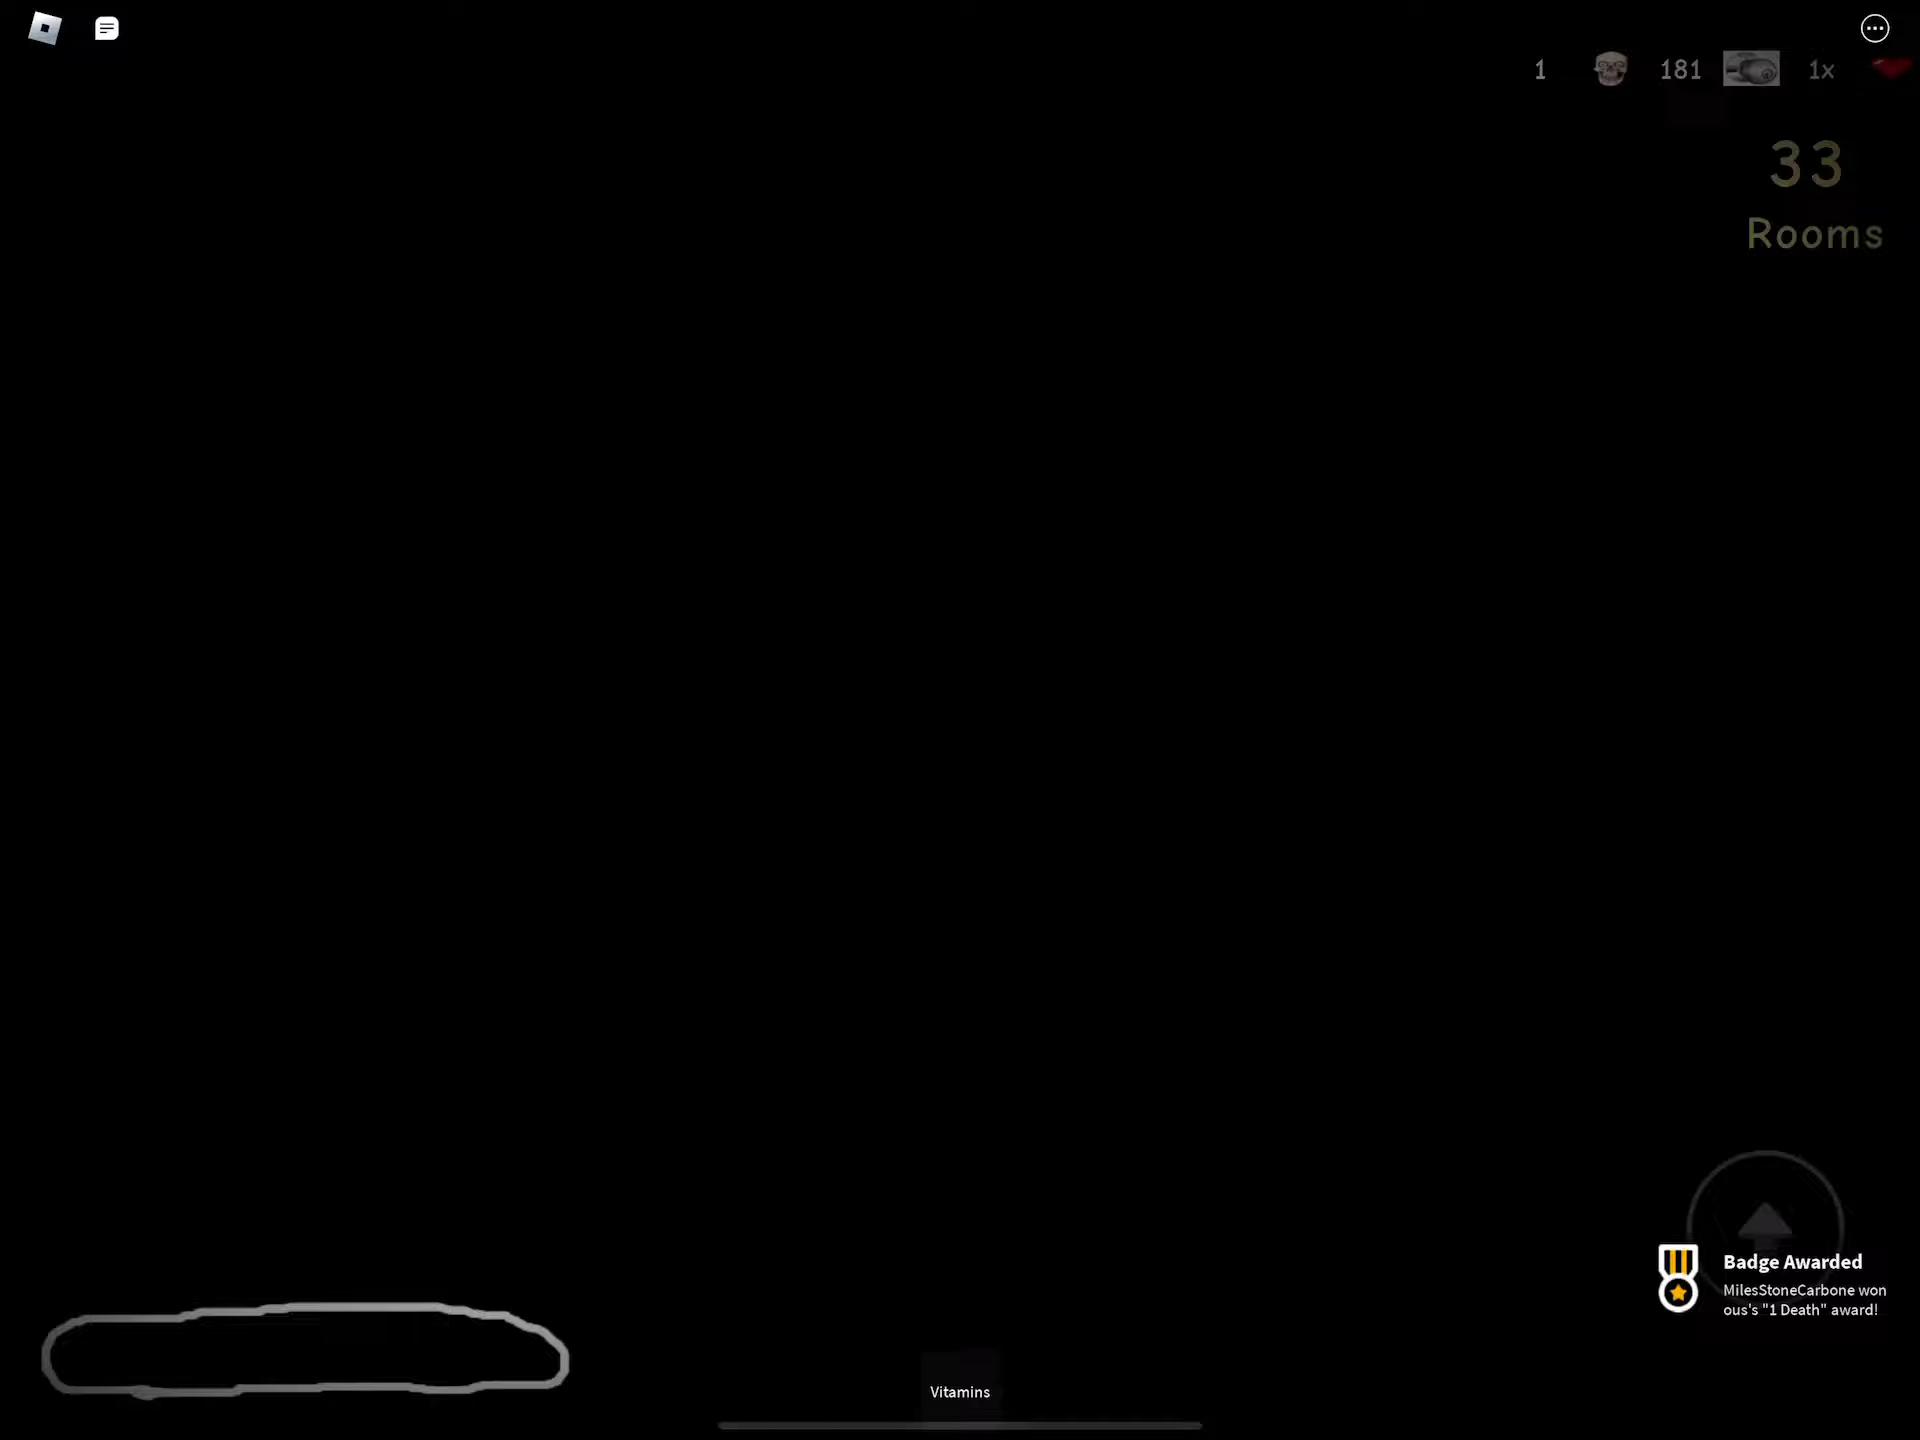 1 181 1x
33
Rooms
Badge Awarded
MilesStoneCarbone won
ous's "1 Death" award!
Vitamins